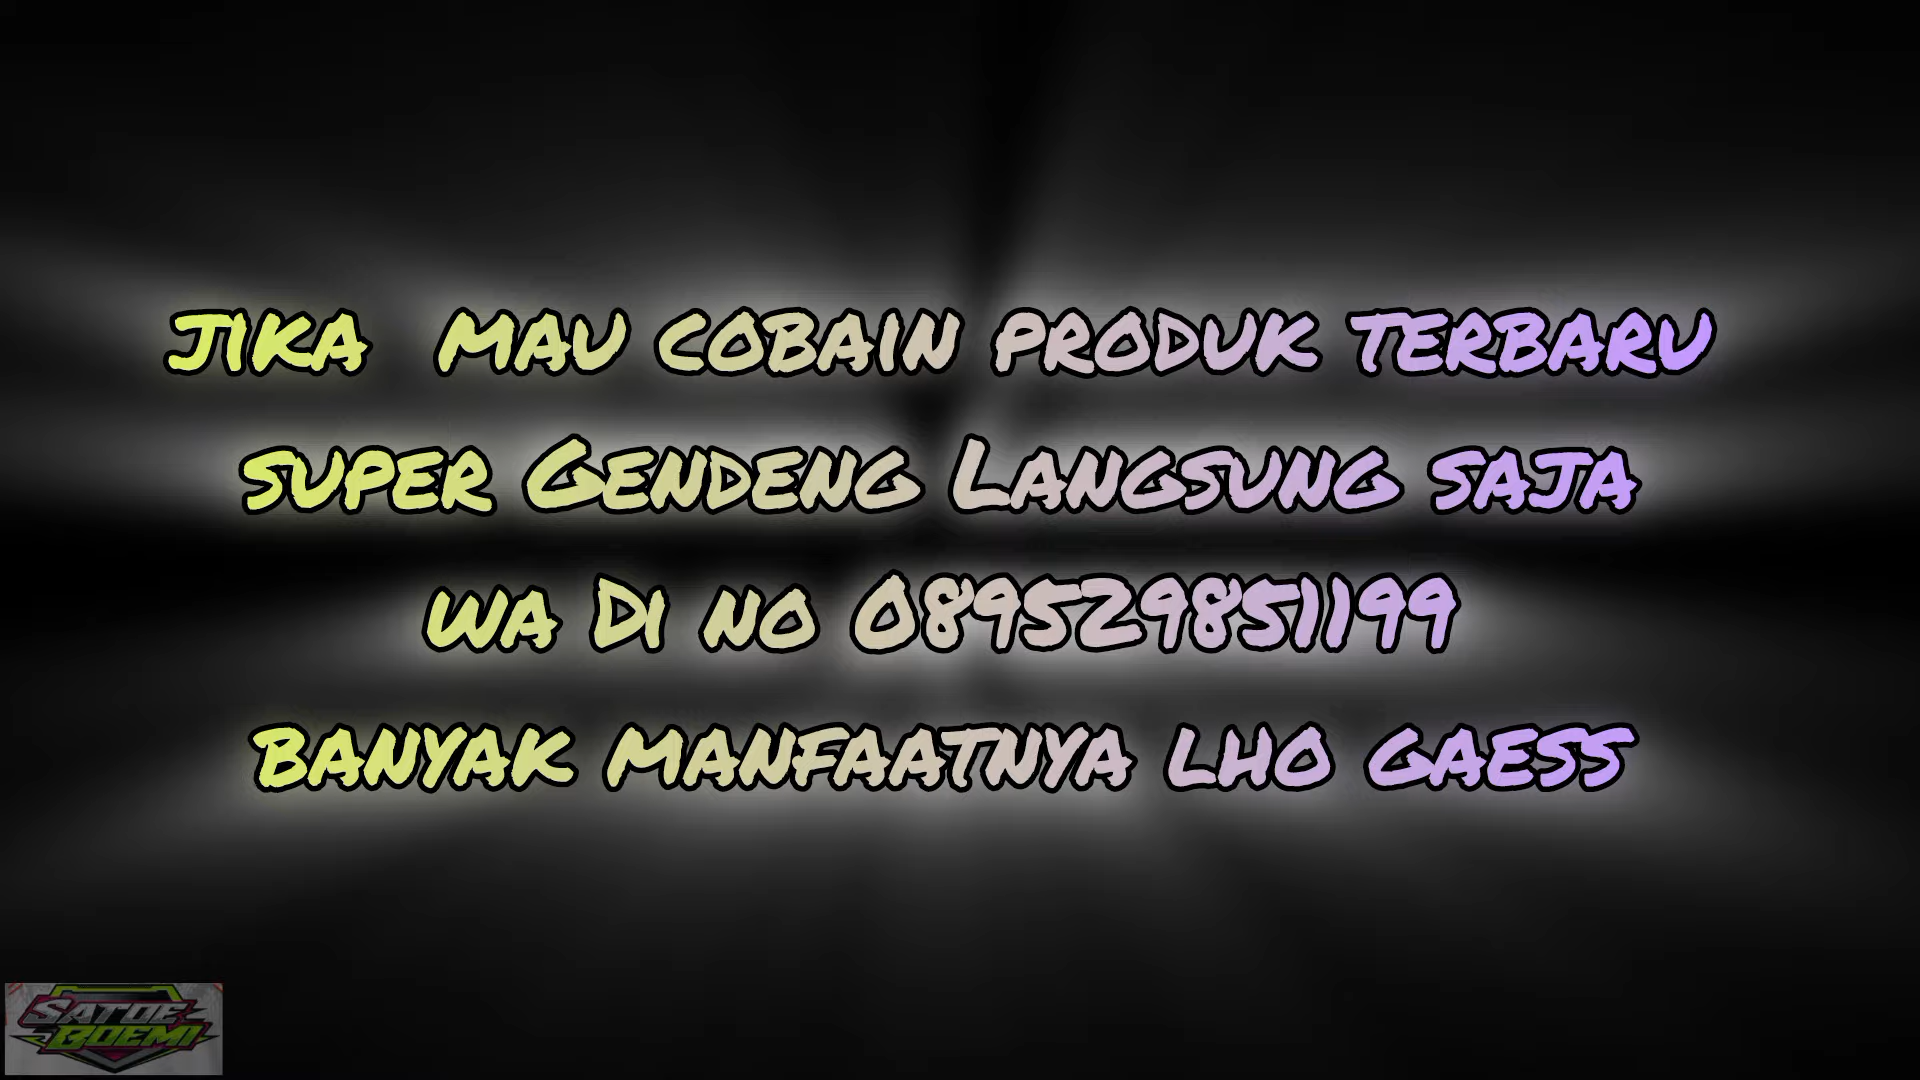 JIKA MAU COBAIN PRODUK TERBARU
SUPER GENDENG LANGSUNG SAJA
WA DI NO 089529851199
BANYAK MANFAATNYA LHO GAESS
SATOE
BOEMI